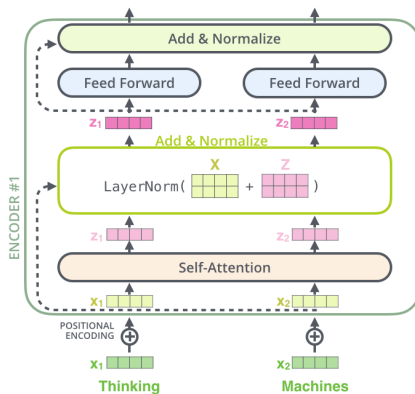 Add & Normalize
Feed Forward
Feed Forward
z₁
z₂
Add & Normalize
X
Z
LayerNorm( + )
ENCODER #1
z₁
z₂
Self-Attention
x₁
x₂
POSITIONAL
ENCODING
x₁
x₂
Thinking
Machines